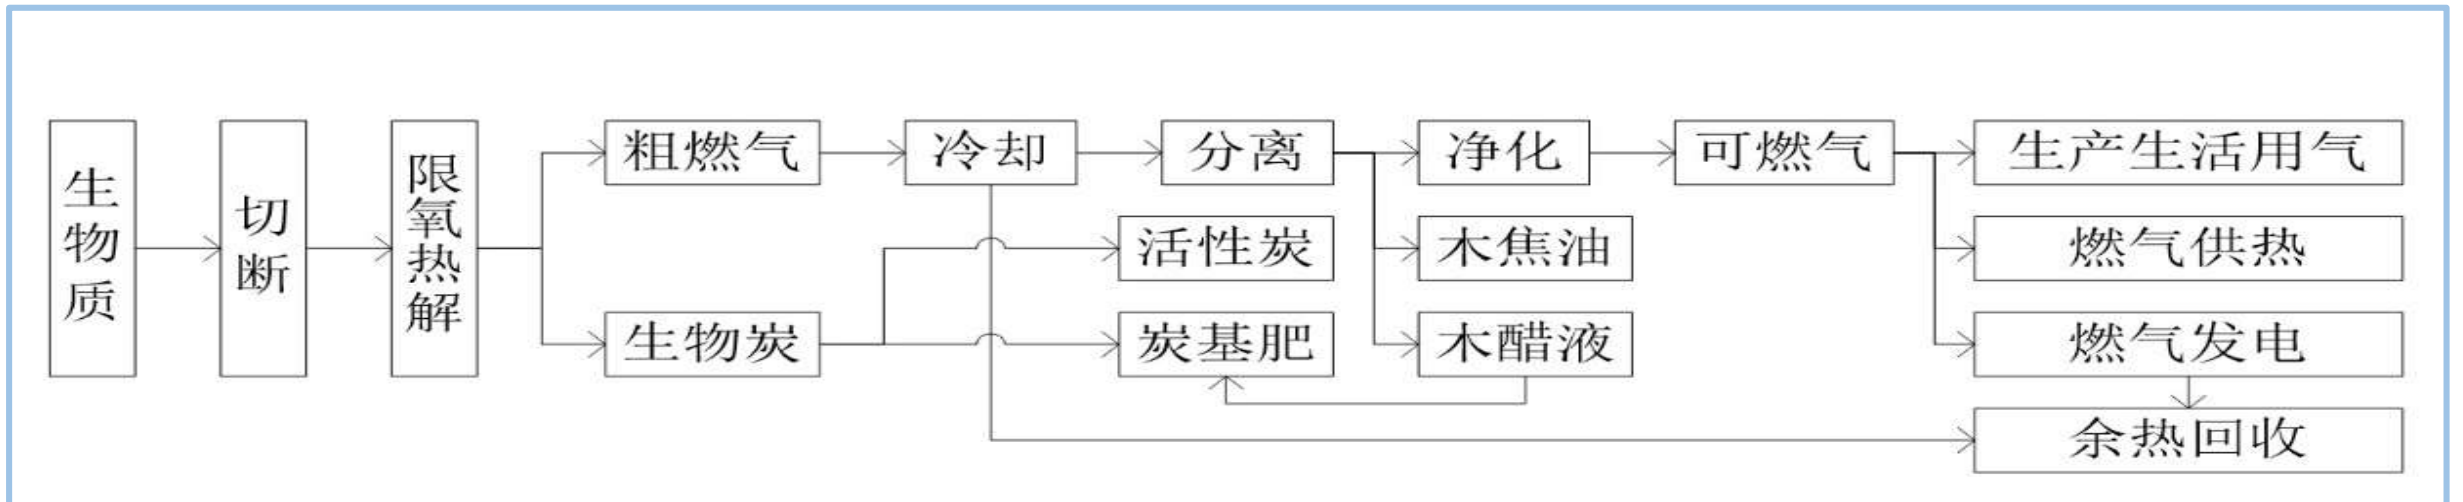 生物质
切断
限氧热解
粗燃气
冷却
分离
净化
可燃气
生产生活用气
活性炭
木焦油
燃气供热
生物炭
炭基肥
木醋液
燃气发电
余热回收